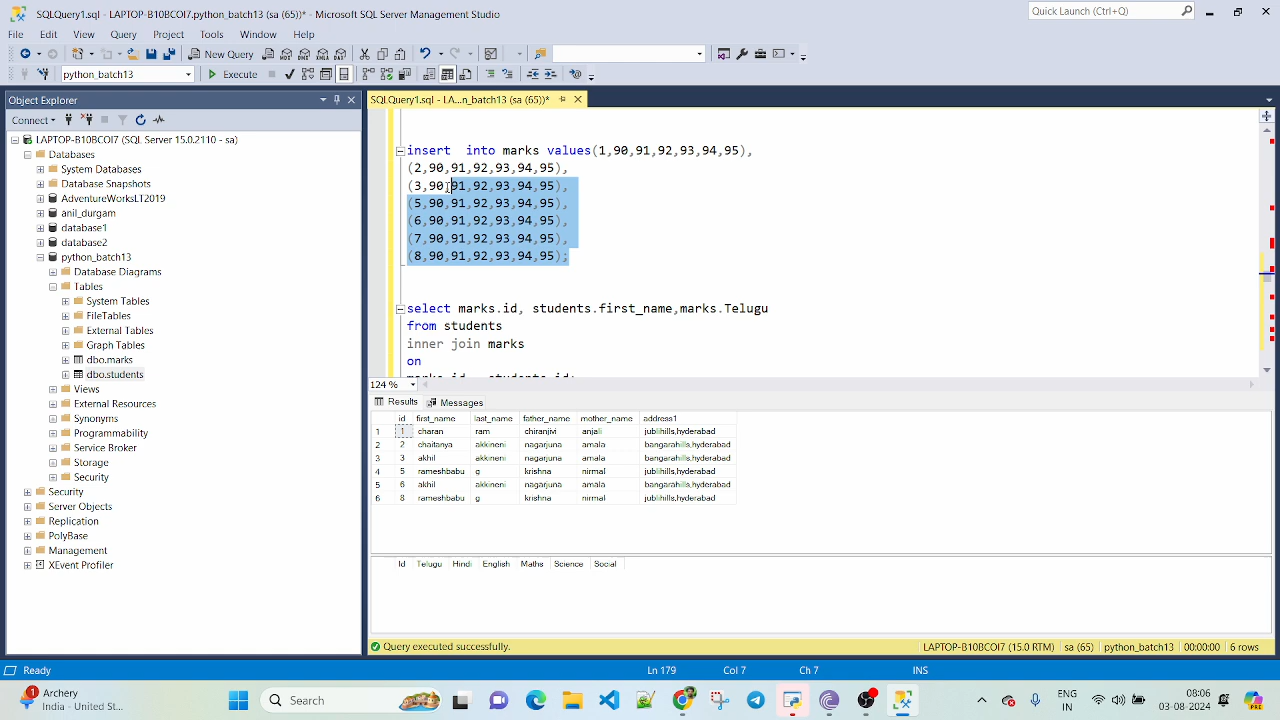 SQLQuery1.sql - LAPTOP-B10BCOI7.python_batch13 (sa (65))* - Microsoft SQL Server Management Studio
Quick Launch (Ctrl+Q)
File Edit View Query Project Tools Window Help
New Query
python_batch13 Execute
Object Explorer
SQLQuery1.sql - LA...n_batch13 (sa (65))*
Connect
LAPTOP-B10BCOI7 (SQL Server 15.0.2110 - sa)
Databases
System Databases
Database Snapshots
AdventureWorksLT2019
anil_durgam
database1
database2
python_batch13
Database Diagrams
Tables
System Tables
FileTables
External Tables
Graph Tables
dbo.marks
dbo.students
Views
External Resources
Synonyms
Programmability
Service Broker
Storage
Security
Security
Server Objects
Replication
PolyBase
Management
XEvent Profiler
insert  into marks values(1,90,91,92,93,94,95),
(2,90,91,92,93,94,95),
(3,90,91,92,93,94,95),
(5,90,91,92,93,94,95),
(6,90,91,92,93,94,95),
(7,90,91,92,93,94,95),
(8,90,91,92,93,94,95);
select marks.id, students.first_name,marks.Telugu
from students
inner join marks
on
124 %
Results Messages
id first_name last_name father_name mother_name address1
1 1 charan ram chiranjivi anjali jublihills,hyderabad
2 2 chaitanya akkineni nagarjuna amala bangarahills,hyderabad
3 3 akhil akkineni nagarjuna amala bangarahills,hyderabad
4 5 rameshbabu g krishna nirmal jublihills,hyderabad
5 6 akhil akkineni nagarjuna amala bangarahills,hyderabad
6 8 rameshbabu g krishna nirmal jublihills,hyderabad
Id Telugu Hindi English Maths Science Social
Query executed successfully. LAPTOP-B10BCOI7 (15.0 RTM) sa (65) python_batch13 00:00:00 6 rows
Ready Ln 179 Col 7 Ch 7 INS
1 Archery
India - United St...
Search
ENG
IN
08:06
03-08-2024